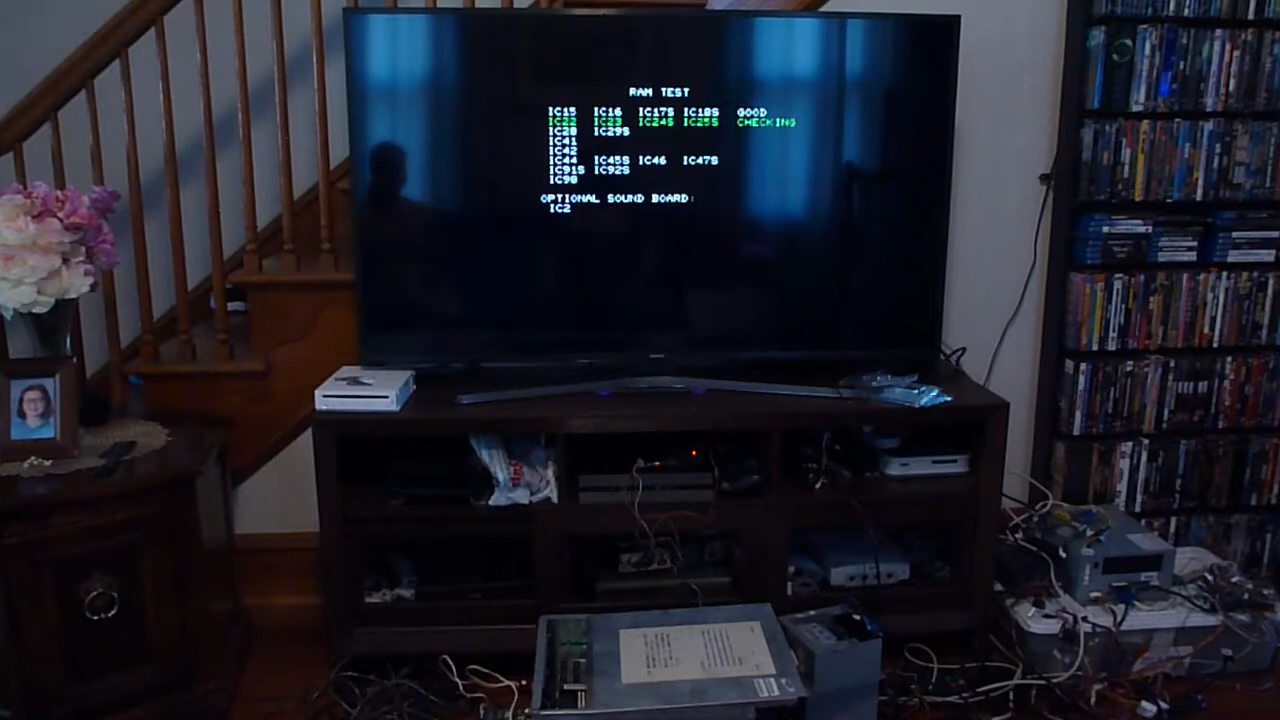 RAM TEST
IC15 IC16 IC17S IC18S GOOD
IC22 IC23 IC24S IC25S CHECKING
IC28 IC29S
IC41
IC42
IC44 IC45S IC46 IC47S
IC91S IC92S
IC98
OPTIONAL SOUND BOARD:
IC2